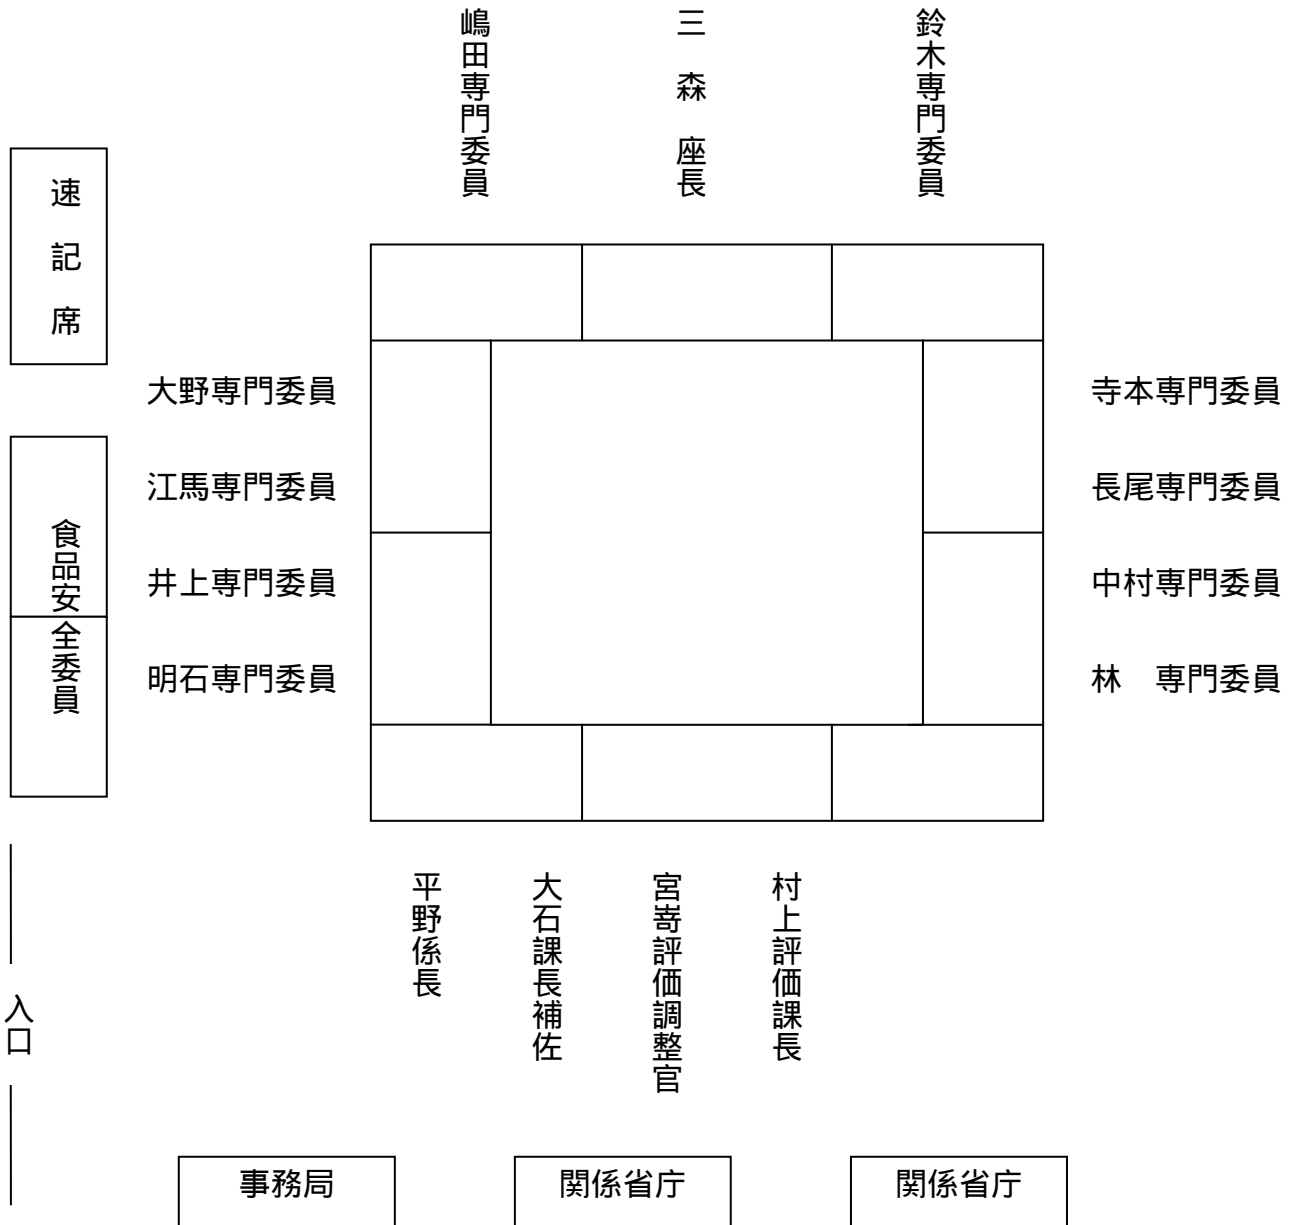 嶋田専門委員
三　森　座長
鈴木専門委員
速　記　席
大野専門委員
寺本専門委員
江馬専門委員
長尾専門委員
食品安全委員
井上専門委員
中村専門委員
明石専門委員
林　専門委員
平野係長
大石課長補佐
宮嵜評価調整官
村上評価課長
入口
事務局
関係省庁
関係省庁